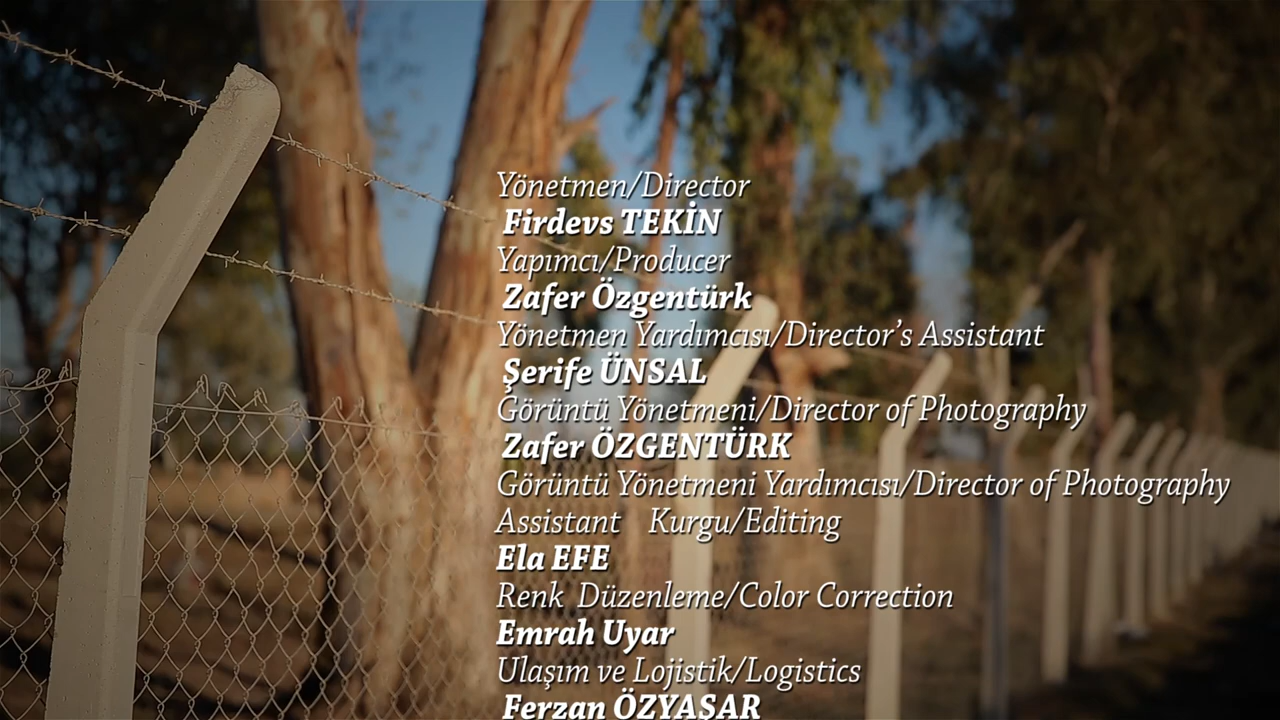 Yönetmen/Director
Firdevs TEKİN
Yapımcı/Producer
Zafer Özgentürk
Yönetmen Yardımcısı/Director's Assistant
Şerife ÜNSAL
Görüntü Yönetmeni/Director of Photography
Zafer ÖZGENTÜRK
Görüntü Yönetmeni Yardımcısı/Director of Photography
Assistant Kurgu/Editing
Ela EFE
Renk Düzenleme/Color Correction
Emrah Uyar
Ulaşım ve Lojistik/Logistics
Ferzan ÖZYAŞAR